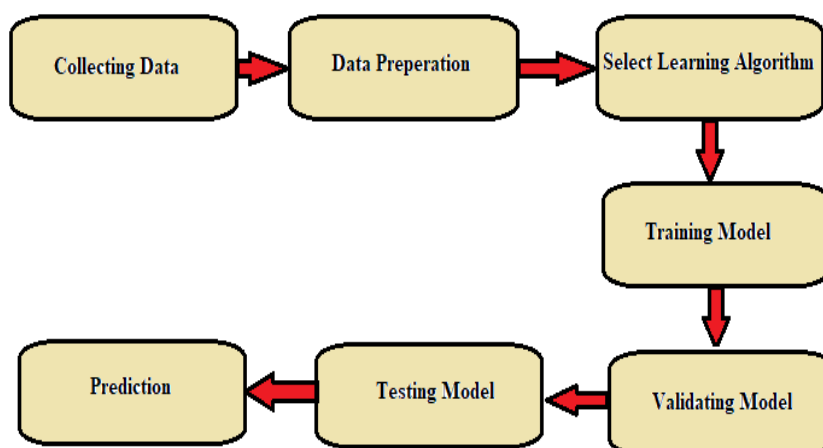 Collecting Data
Data Preperation
Select Learning Algorithm
Training Model
Validating Model
Testing Model
Prediction